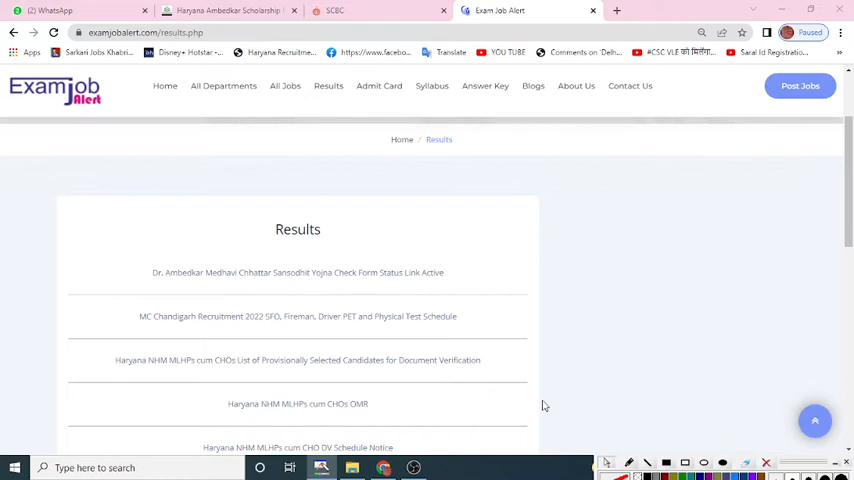 (2) WhatsApp
Haryana Ambedkar Scholarship
SCBC
Exam Job Alert
examjobalert.com/results.php
Paused
Apps
Sarkari Jobs Khabri...
Disney+ Hotstar -...
Haryana Recruitme...
https://www.facebo...
Translate
YOU TUBE
Comments on 'Delh...
#CSC VLE को मिलेंगा...
Saral Id Registratio...
Examjob
Alert
Home
All Departments
All Jobs
Results
Admit Card
Syllabus
Answer Key
Blogs
About Us
Contact Us
Post Jobs
Home / Results
Results
Dr. Ambedkar Medhavi Chhattar Sansodhit Yojna Check Form Status Link Active
MC Chandigarh Recruitment 2022 SFO, Fireman, Driver PET and Physical Test Schedule
Haryana NHM MLHPs cum CHOs List of Provisionally Selected Candidates for Document Verification
Haryana NHM MLHPs cum CHOs OMR
Haryana NHM MLHPs cum CHO DV Schedule Notice
Type here to search